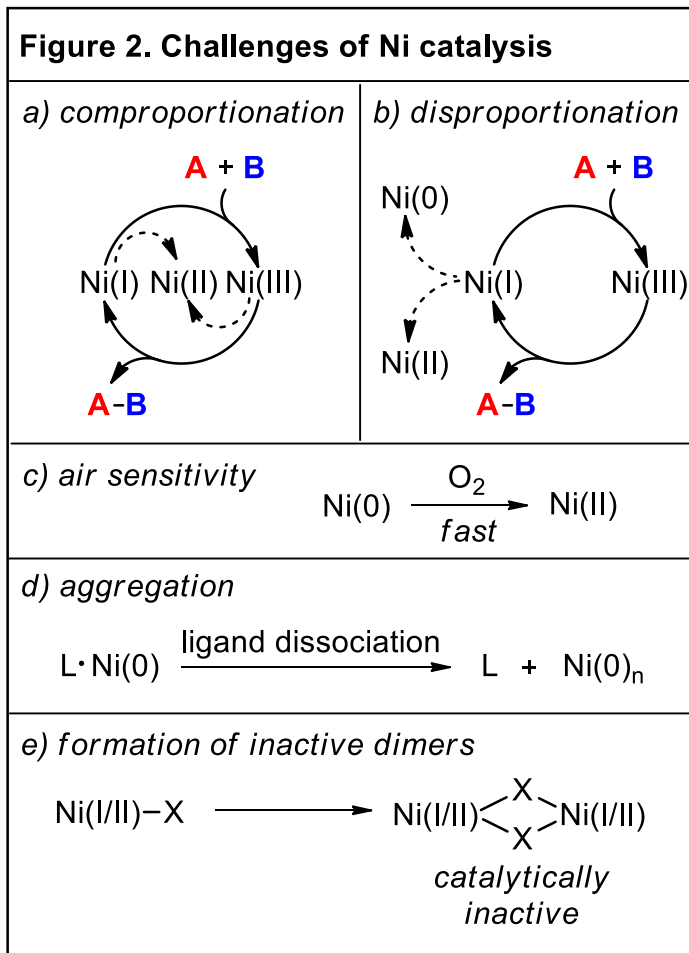 Figure 2. Challenges of Ni catalysis
a) comproportionation
A + B
Ni(I) Ni(II) Ni(III)
A–B
b) disproportionation
A + B
Ni(0)
Ni(I) Ni(III)
Ni(II)
A–B
c) air sensitivity
Ni(0) O₂ fast Ni(II)
d) aggregation
ligand dissociation
L·Ni(0) L + Ni(0)ₙ
e) formation of inactive dimers
X
Ni(I/II)–X Ni(I/II) Ni(I/II)
X
catalytically
inactive